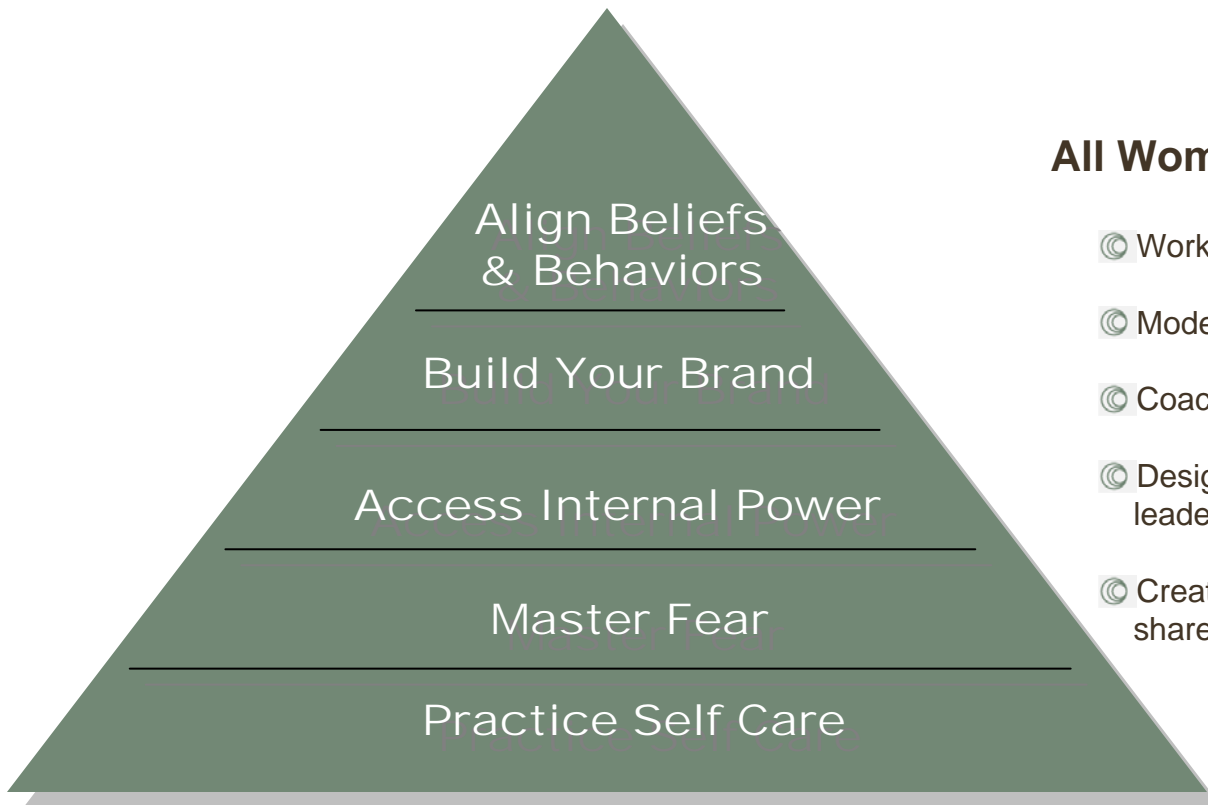 Align Beliefs
& Behaviors
Build Your Brand
Access Internal Power
Master Fear
Practice Self Care
All Wom
Work
Mode
Coac
Desig
leade
Creat
share